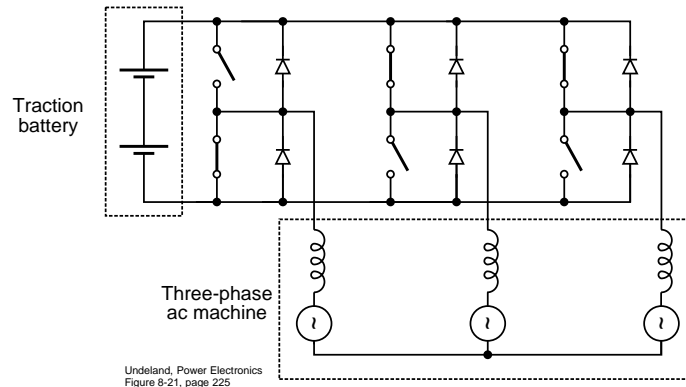 Traction
battery
Three-phase
ac machine
~
~
~
Undeland, Power Electronics
Figure 8-21, page 225